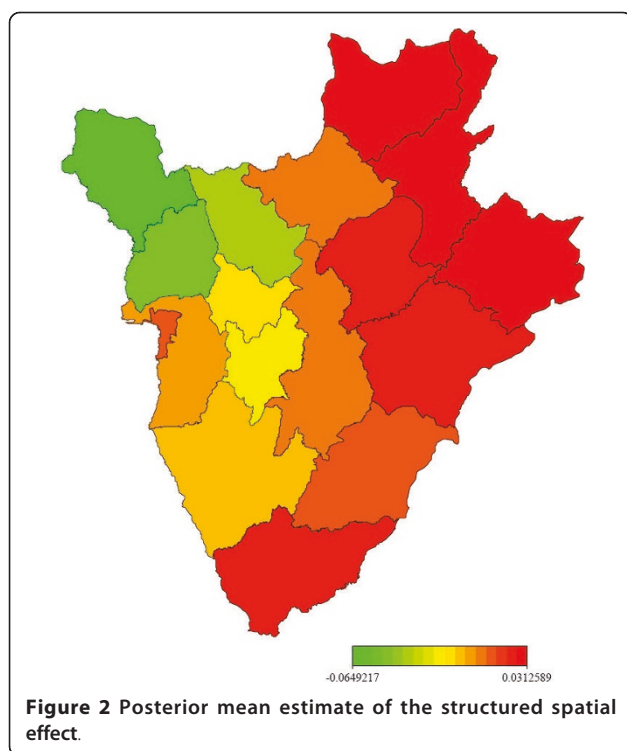 -0.0649217 0.0312589
Figure 2 Posterior mean estimate of the structured spatial
effect.